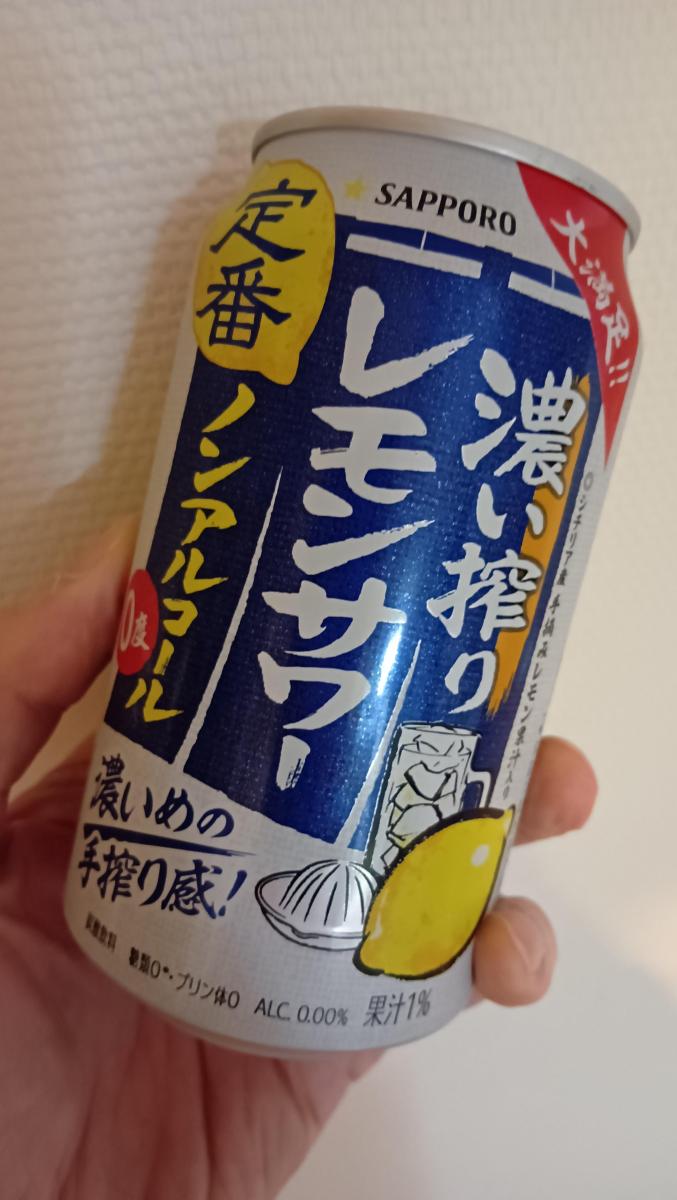 SAPPORO
大満足!!
定番
濃い搾り
レモンサワー
ノンアルコール
0度
シチリア産 手摘みレモン果汁入り
濃いめの
手搾り感!
炭酸飲料 糖類0*・プリン体0 ALC. 0.00% 果汁1%